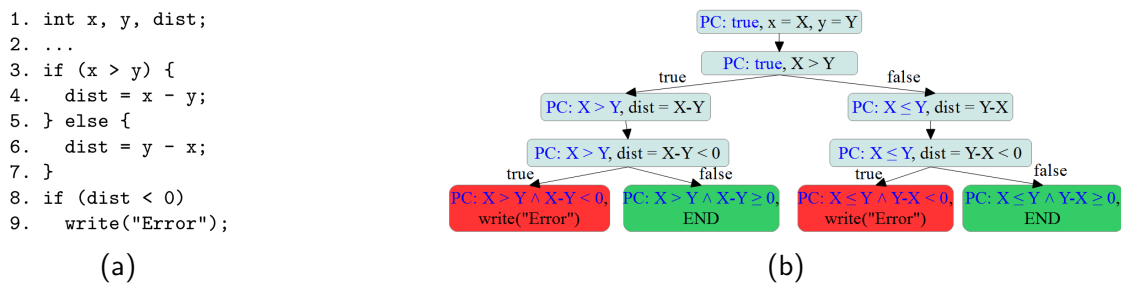 1. int x, y, dist;
2. ...
3. if (x > y) {
4.   dist = x - y;
5. } else {
6.   dist = y - x;
7. }
8. if (dist < 0)
9.   write("Error");
(a)
PC: true, x = X, y = Y
PC: true, X > Y
true
false
PC: X > Y, dist = X-Y
PC: X ≤ Y, dist = Y-X
PC: X > Y, dist = X-Y < 0
PC: X ≤ Y, dist = Y-X < 0
true
false
true
false
PC: X > Y ∧ X-Y < 0,
write("Error")
PC: X > Y ∧ X-Y ≥ 0,
END
PC: X ≤ Y ∧ Y-X < 0,
write("Error")
PC: X ≤ Y ∧ Y-X ≥ 0,
END
(b)